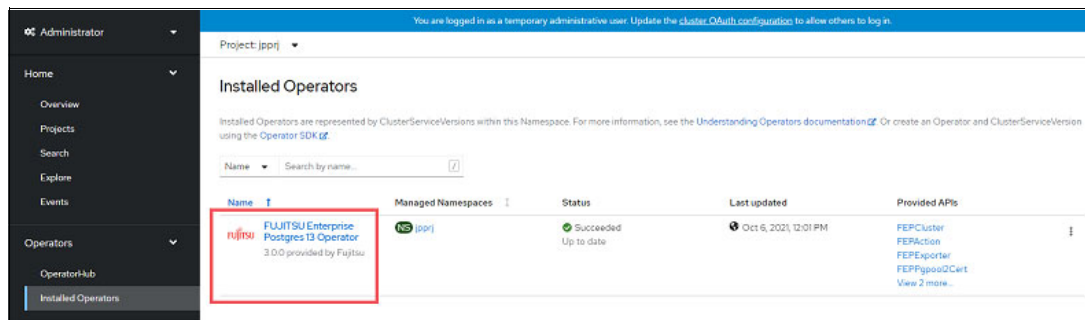 You are logged in as a temporary administrative user. Update the cluster OAuth configuration to allow others to log in.
Administrator
Project: jpprj
Home
Overview
Projects
Search
Explore
Events
Operators
OperatorHub
Installed Operators
Installed Operators
Installed Operators are represented by ClusterServiceVersions within this Namespace. For more information, see the Understanding Operators documentation. Or create an Operator and ClusterServiceVersion
using the Operator SDK.
Name Search by name... /
Name Managed Namespaces Status Last updated Provided APIs
FUJITSU FUJITSU Enterprise
Postgres 13 Operator
3.0.0 provided by Fujitsu
NS jpprj
Succeeded
Up to date
Oct 6, 2021, 12:01 PM
FEPCluster
FEPAction
FEPExporter
FEPPgpool2Cert
View 2 more...